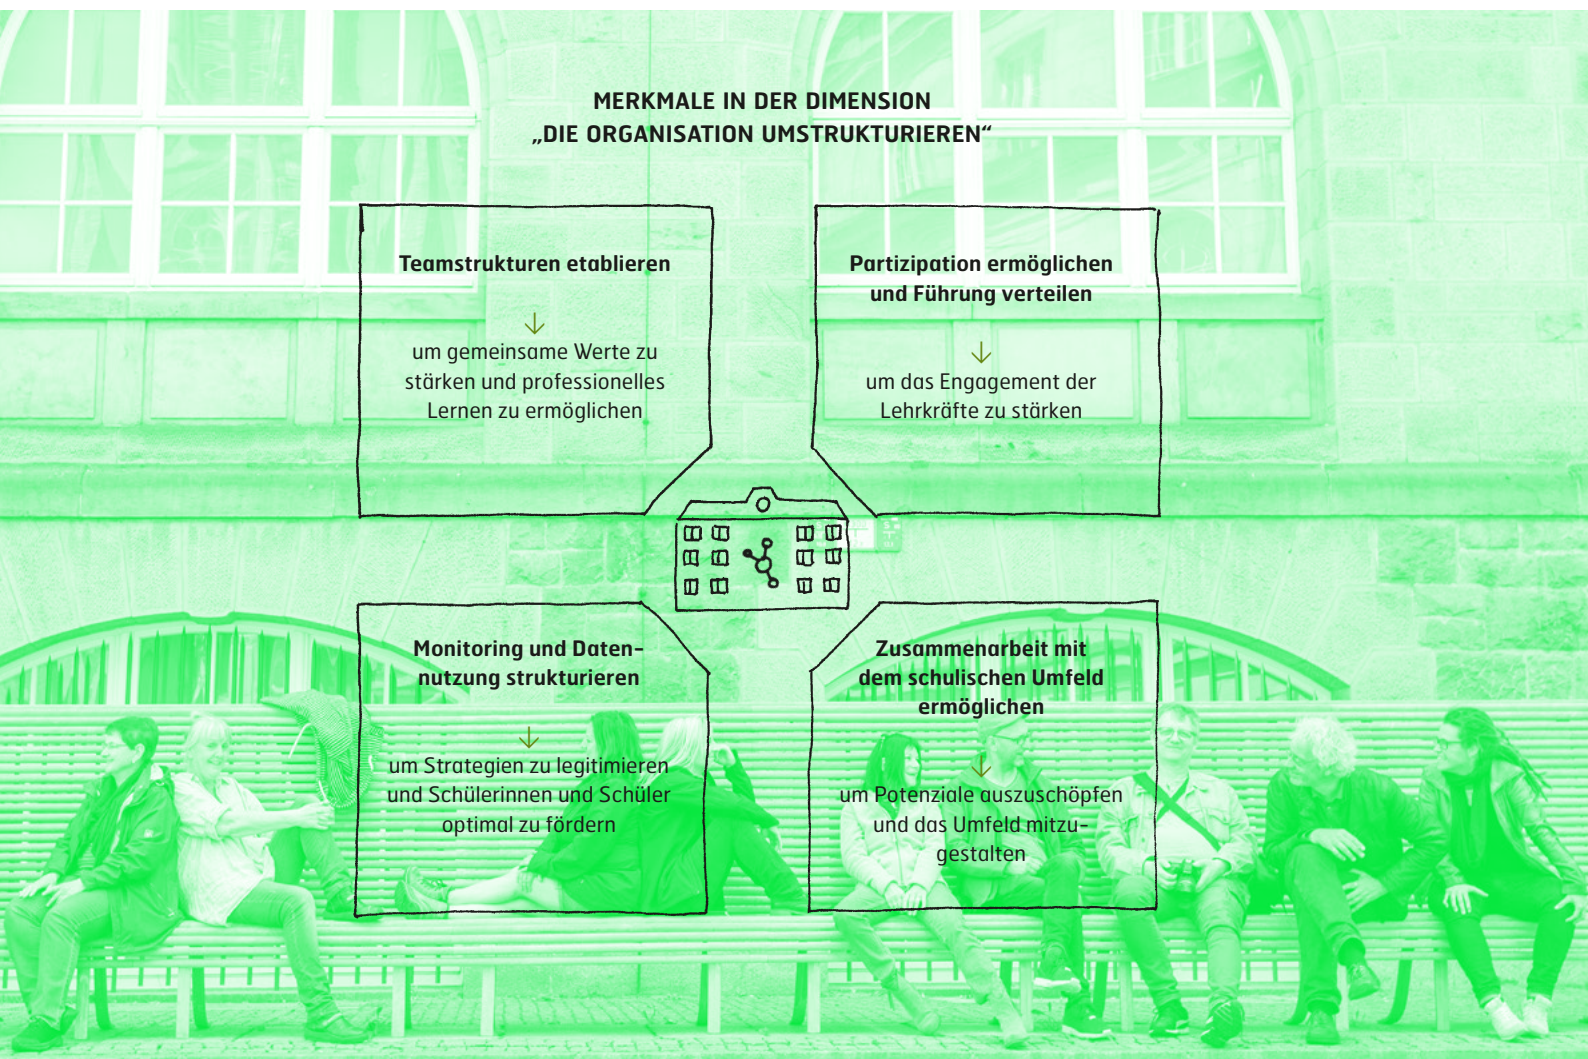 MERKMALE IN DER DIMENSION
„DIE ORGANISATION UMSTRUKTURIEREN“
Teamstrukturen etablieren
um gemeinsame Werte zu
stärken und professionelles
Lernen zu ermöglichen
Partizipation ermöglichen
und Führung verteilen
um das Engagement der
Lehrkräfte zu stärken
Monitoring und Daten-
nutzung strukturieren
um Strategien zu legitimieren
und Schülerinnen und Schüler
optimal zu fördern
Zusammenarbeit mit
dem schulischen Umfeld
ermöglichen
um Potenziale auszuschöpfen
und das Umfeld mitzu-
gestalten